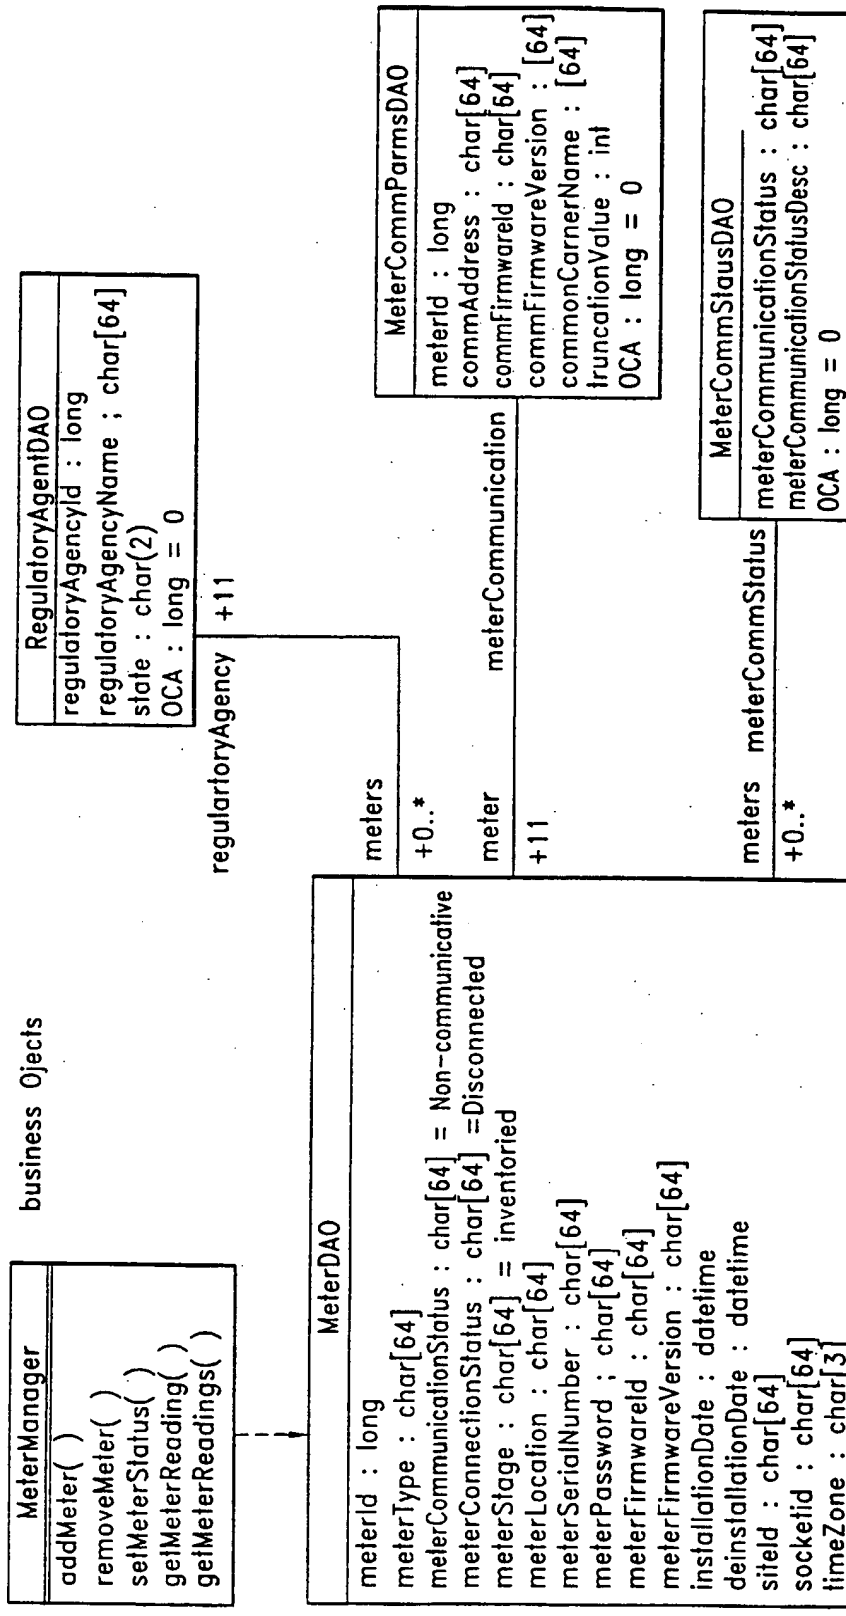 MeterManager
addMeter( )
removeMeter( )
setMeterStatus( )
getMeterReading( )
getMeterReadings( )
business Ojects
RegulatoryAgentDAO
regulatoryAgencyId : long
regulatoryAgencyName ; char[64]
state : char(2)
OCA : long = 0
regulartoryAgency
+11
meters
+0..*
MeterDAO
meterId : long
meterType : char[64]
meterCommunicationStatus : char[64] = Non-communicative
meterConnectionStatus : char[64] =Disconnected
meterStage : char[64] = inventoried
meterLocation : char[64]
meterSerialNumber : char[64]
meterPassword ; char[64]
meterFirmwareId : char[64]
meterFirmwareVersion : char[64]
installationDate : datetime
deinstallationDate : datetime
siteId : char[64]
socketid : char[64]
timeZone : char[3]
meter
+11
meterCommunication
MeterCommParmsDAO
meterId : long
commAddress : char[64]
commFirmwareId : char[64]
commFirmwareVersion : [64]
commonCarnerName : [64]
truncationValue : int
OCA : long = 0
meters
+0..*
meterCommStatus
MeterCommStausDAO
meterCommunicationStatus : char[64]
meterCommunicationStatusDesc : char[64]
OCA : long = 0